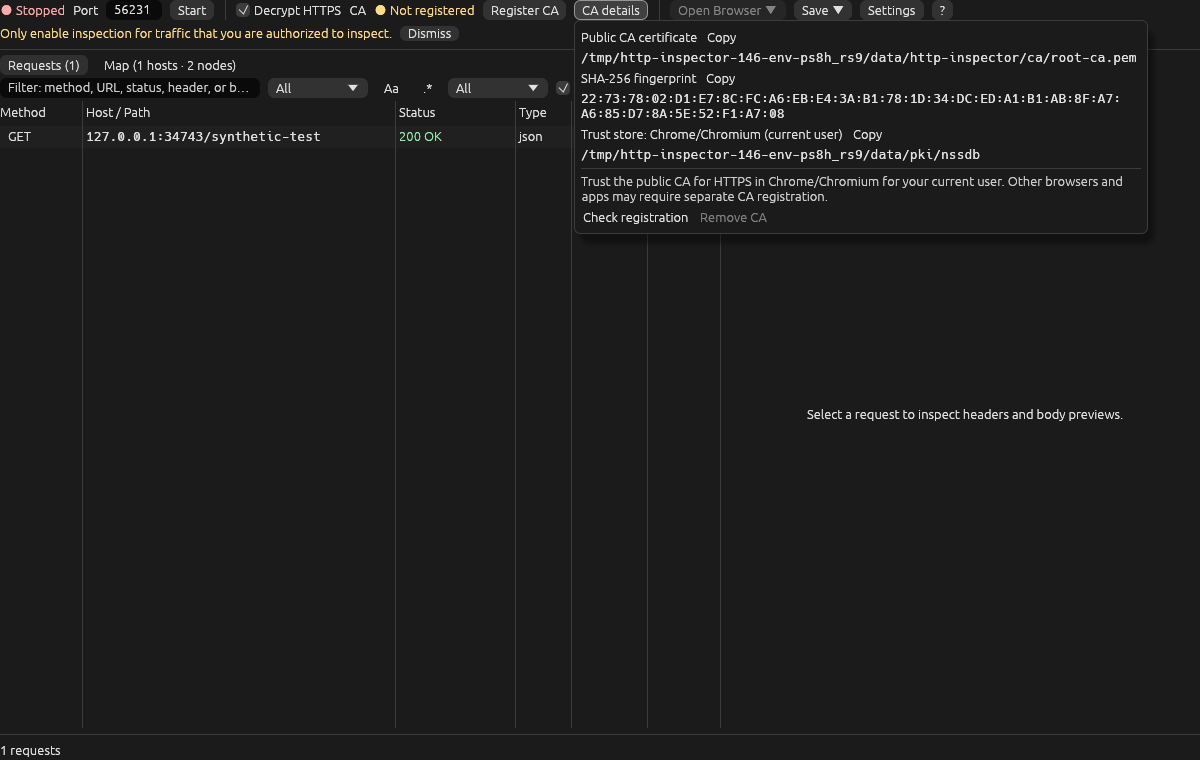 Stopped Port 56231 Start Decrypt HTTPS CA Not registered Register CA CA details Open Browser Save Settings ?
Only enable inspection for traffic that you are authorized to inspect. Dismiss
Public CA certificate Copy
/tmp/http-inspector-146-env-ps8h_rs9/data/http-inspector/ca/root-ca.pem
SHA-256 fingerprint Copy
22:73:78:02:D1:E7:8C:FC:A6:EB:E4:3A:B1:78:1D:34:DC:ED:A1:B1:AB:8F:A7:
A6:85:D7:8A:5E:52:F1:A7:08
Trust store: Chrome/Chromium (current user) Copy
/tmp/http-inspector-146-env-ps8h_rs9/data/pki/nssdb
Trust the public CA for HTTPS in Chrome/Chromium for your current user. Other browsers and
apps may require separate CA registration.
Check registration Remove CA
Requests (1) Map (1 hosts · 2 nodes)
Filter: method, URL, status, header, or b... All Aa .* All
Method Host / Path Status Type
GET 127.0.0.1:34743/synthetic-test 200 OK json
Select a request to inspect headers and body previews.
1 requests